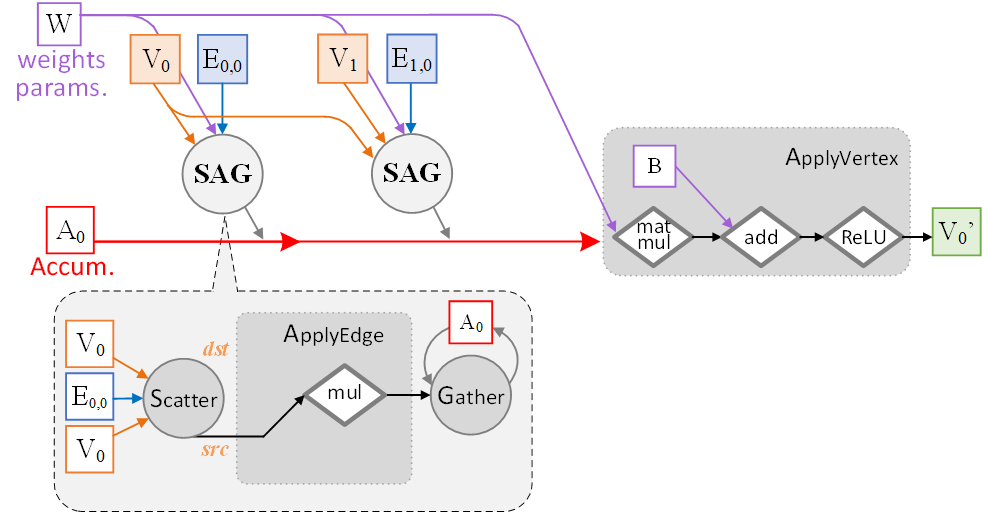 W
weights
params.
V0
E0,0
V1
E1,0
SAG
SAG
A0
Accum.
ApplyVertex
B
mat
mul
add
ReLU
V0’
V0
E0,0
V0
Scatter
dst
src
ApplyEdge
mul
A0
Gather